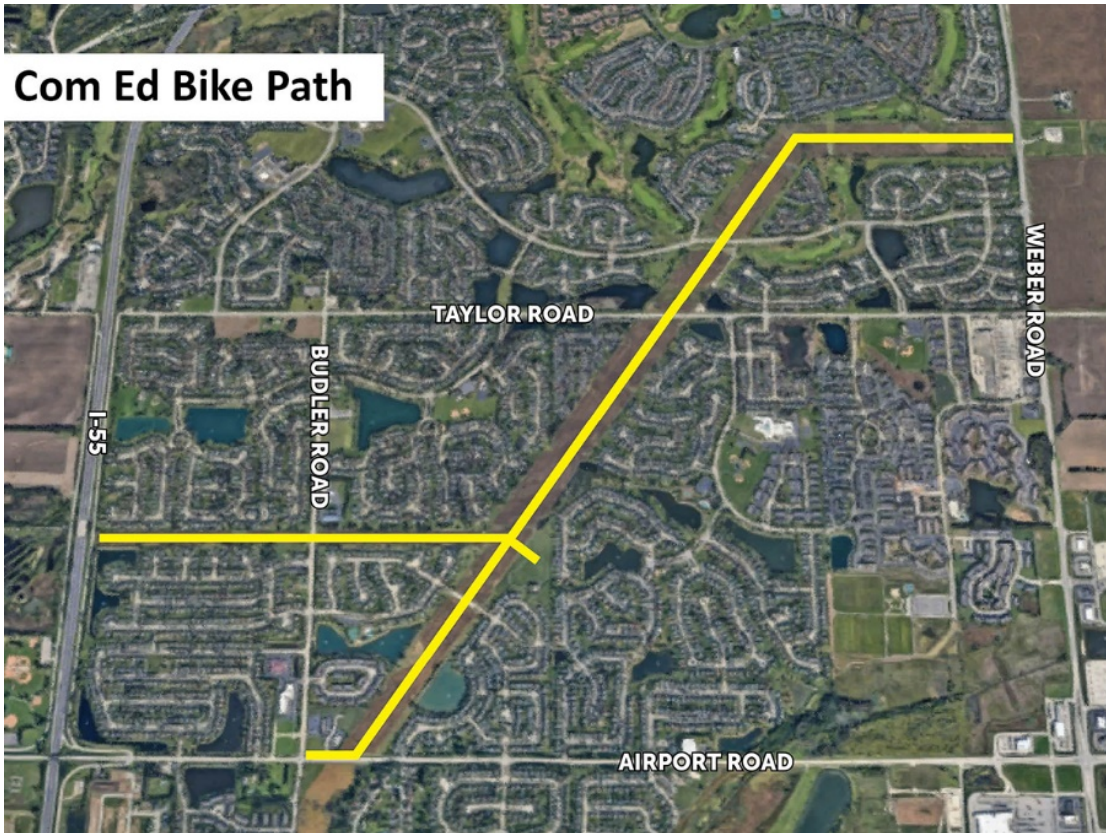 Com Ed Bike Path
WEBER ROAD
TAYLOR ROAD
BUDLER ROAD
I-55
AIRPORT ROAD